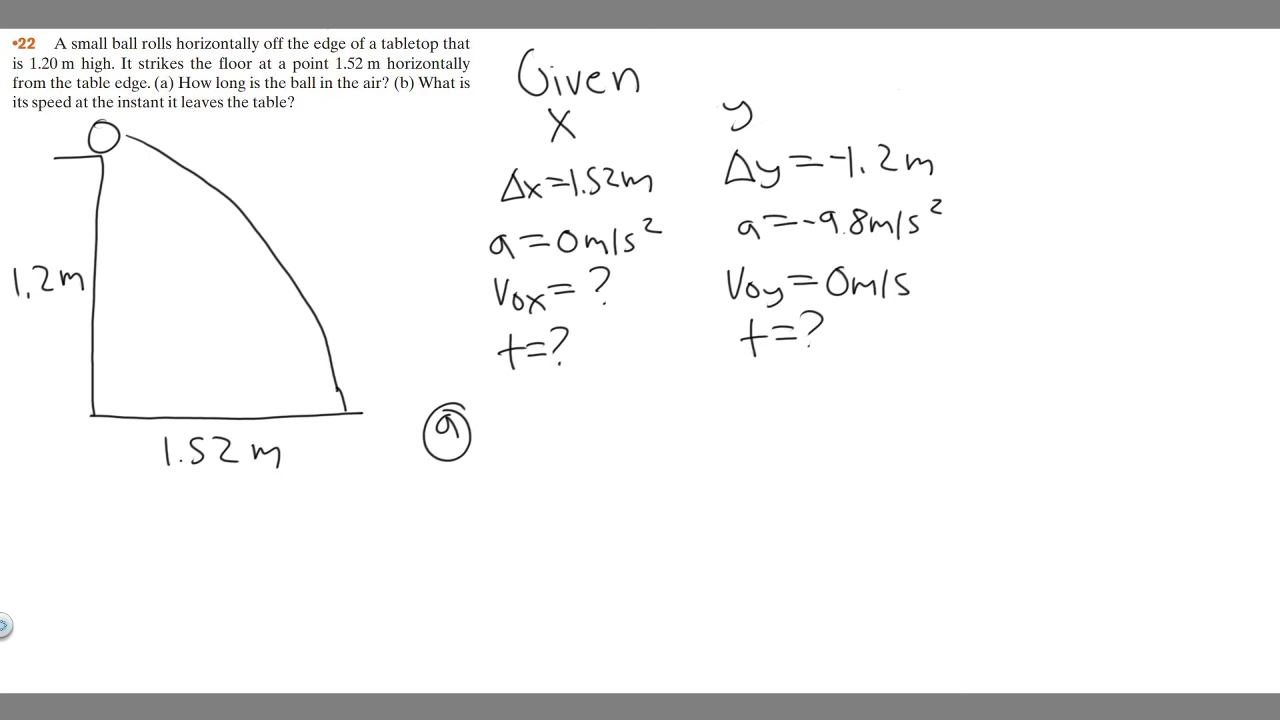 •22 A small ball rolls horizontally off the edge of a tabletop that
is 1.20 m high. It strikes the floor at a point 1.52 m horizontally
from the table edge. (a) How long is the ball in the air? (b) What is
its speed at the instant it leaves the table?
Given
x
y
Δx=1.52m
Δy=-1.2m
a=0m/s²
a=-9.8m/s²
1.2m
Vox=?
Voy=0m/s
t=?
t=?
a
1.52m